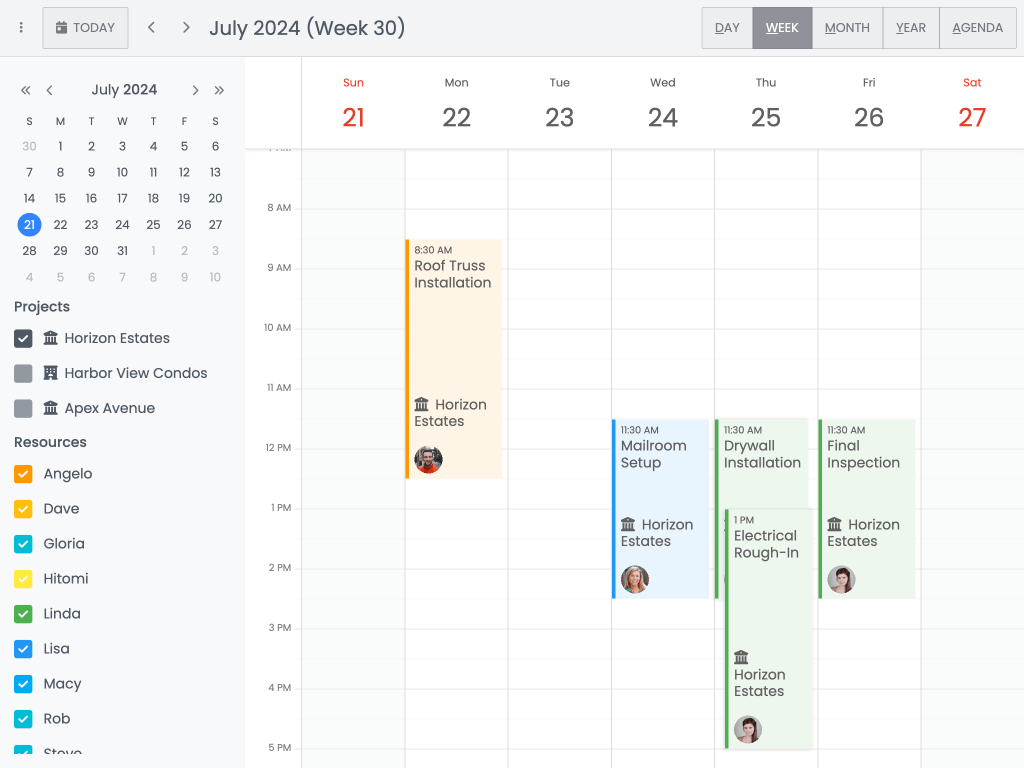 TODAY
July 2024 (Week 30)
DAY
WEEK
MONTH
YEAR
AGENDA
July 2024
S M T W T F S
30 1 2 3 4 5 6
7 8 9 10 11 12 13
14 15 16 17 18 19 20
21 22 23 24 25 26 27
28 29 30 31 1 2 3
4 5 6 7 8 9 10
Projects
Horizon Estates
Harbor View Condos
Apex Avenue
Resources
Angelo
Dave
Gloria
Hitomi
Linda
Lisa
Macy
Rob
Sun Mon Tue Wed Thu Fri Sat
21 22 23 24 25 26 27
8 AM
9 AM
10 AM
11 AM
12 PM
1 PM
2 PM
3 PM
4 PM
5 PM
8:30 AM
Roof Truss
Installation
Horizon
Estates
11:30 AM
Mailroom
Setup
Horizon
Estates
11:30 AM
Drywall
Installation
1 PM
Electrical
Rough-In
Horizon
Estates
11:30 AM
Final
Inspection
Horizon
Estates